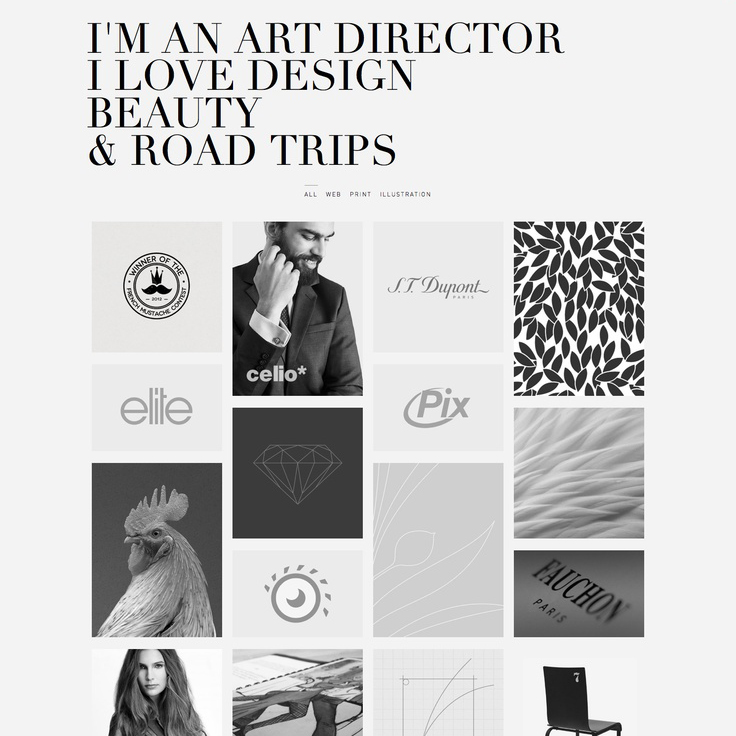 I'M AN ART DIRECTOR
I LOVE DESIGN
BEAUTY
& ROAD TRIPS
ALL WEB PRINT ILLUSTRATION
• WINNER OF THE •
2012
FRENCH MUSTACHE CONTEST
celio*
S.T. Dupont
PARIS
elite
Pix
FAUCHON
PARIS
7